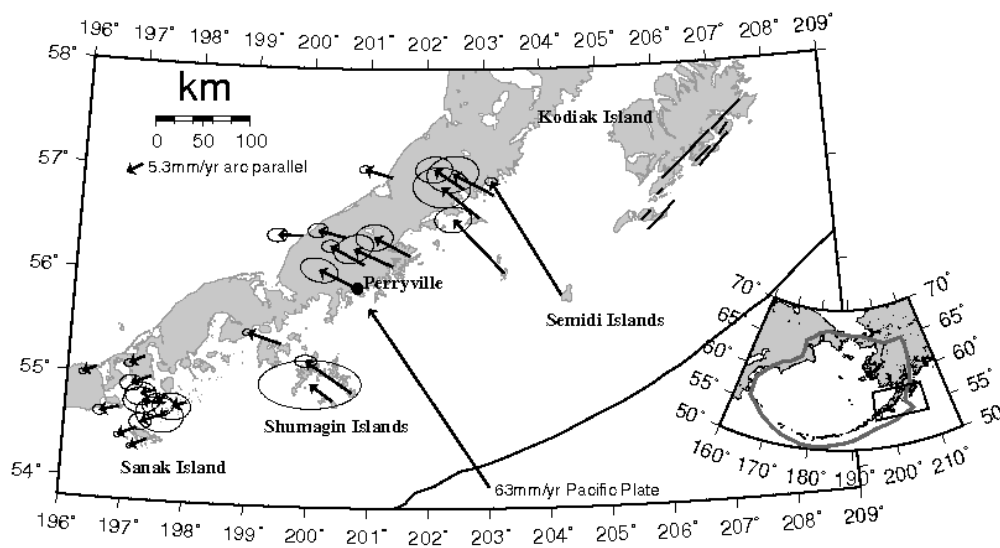 196° 197° 198° 199° 200° 201° 202° 203° 204° 205° 206° 207° 208° 209°
58°
km
0 50 100
5.3mm/yr arc parallel
Kodiak Island
57°
56°
Perryville
Semidi Islands
55°
Shumagin Islands
Sanak Island
54°
63mm/yr Pacific Plate
196° 197° 198° 199° 200° 201° 202° 203° 204° 205° 206° 207° 208° 209°
70° 70°
65° 65°
60° 60°
55° 55°
50° 50°
160° 170° 180° 190° 200° 210°